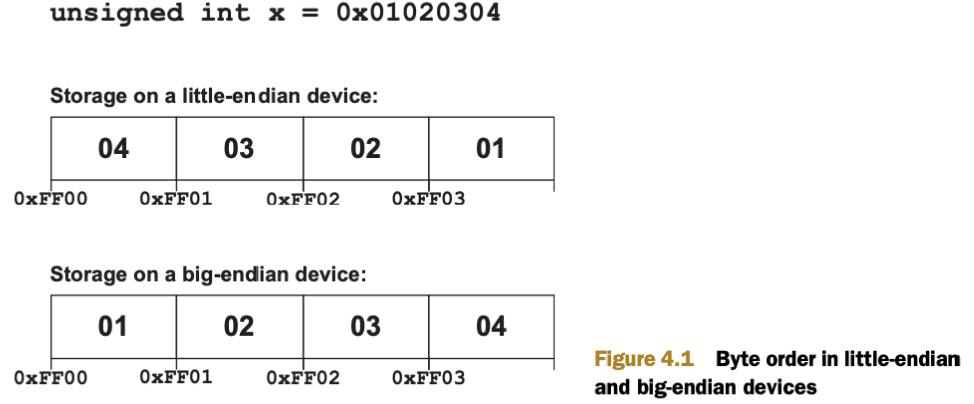 unsigned int x = 0x01020304
Storage on a little-endian device:
04 03 02 01
0xFF00 0xFF01 0xFF02 0xFF03
Storage on a big-endian device:
01 02 03 04
0xFF00 0xFF01 0xFF02 0xFF03
Figure 4.1 Byte order in little-endian
and big-endian devices